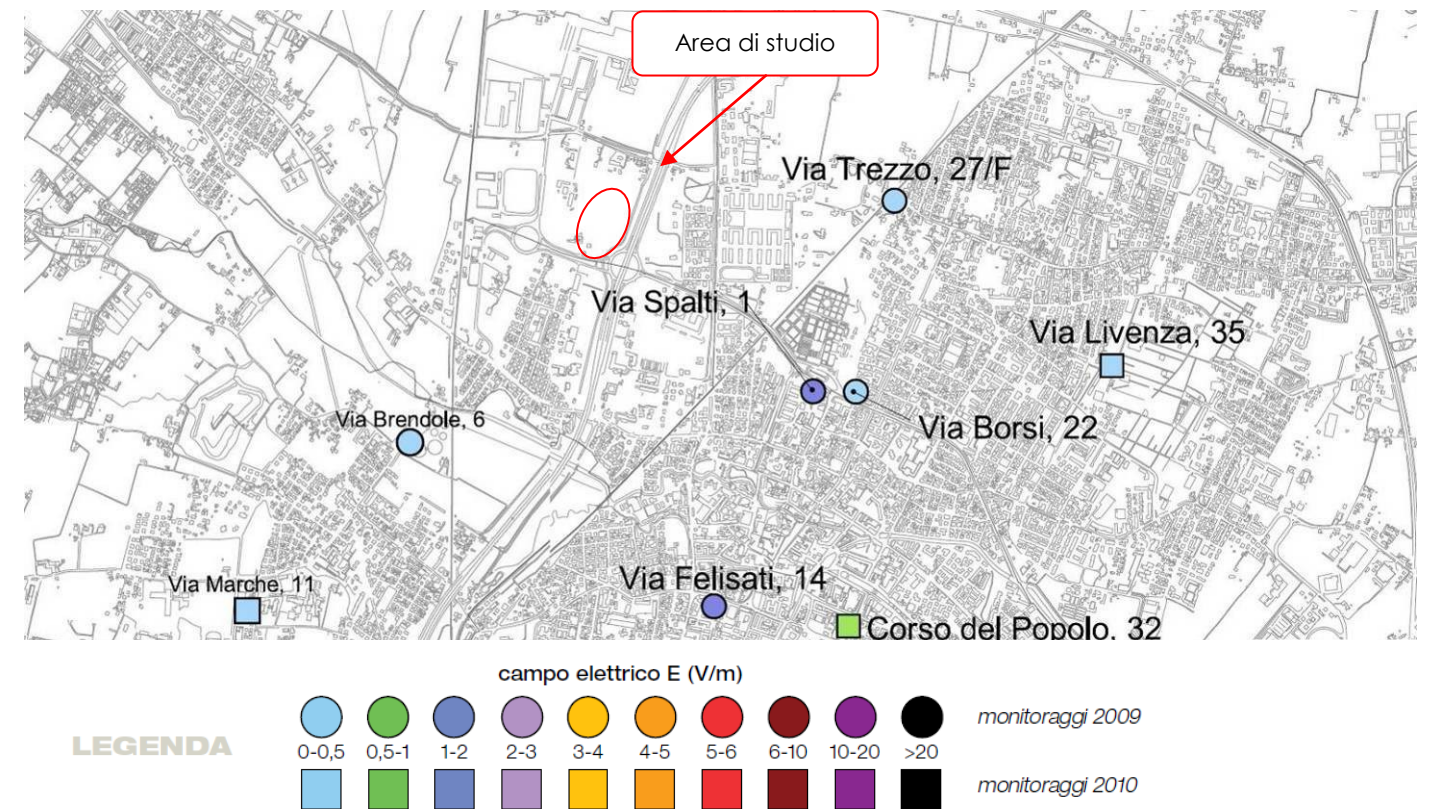 Area di studio
Via Trezzo, 27/F
Via Spalti, 1
Via Livenza, 35
Via Brendole, 6
Via Borsi, 22
Via Marche, 11
Via Felisati, 14
Corso del Popolo, 32
campo elettrico E (V/m)
monitoraggi 2009
LEGENDA
0-0,5 0,5-1 1-2 2-3 3-4 4-5 5-6 6-10 10-20 >20
monitoraggi 2010